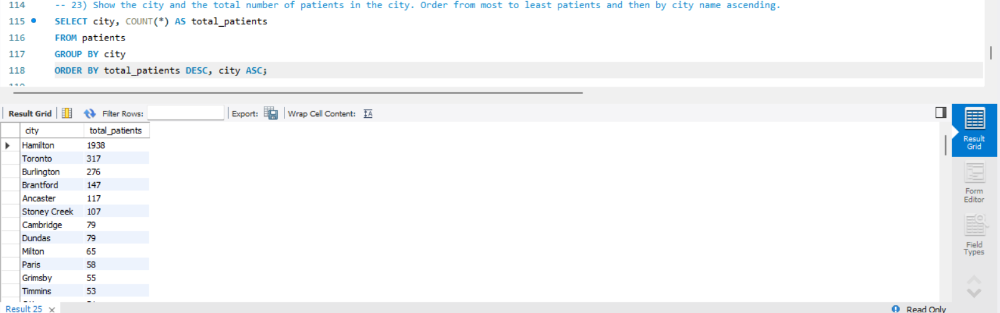 114 -- 23) Show the city and the total number of patients in the city. Order from most to least patients and then by city name ascending.
115 SELECT city, COUNT(*) AS total_patients
116 FROM patients
117 GROUP BY city
118 ORDER BY total_patients DESC, city ASC;
Result Grid Filter Rows: Export: Wrap Cell Content: IA
city total_patients
Hamilton 1938
Toronto 317
Burlington 276
Brantford 147
Ancaster 117
Stoney Creek 107
Cambridge 79
Dundas 79
Milton 65
Paris 58
Grimsby 55
Timmins 53
Result
Grid
Form
Editor
Field
Types
Result 25 ×
Read Only